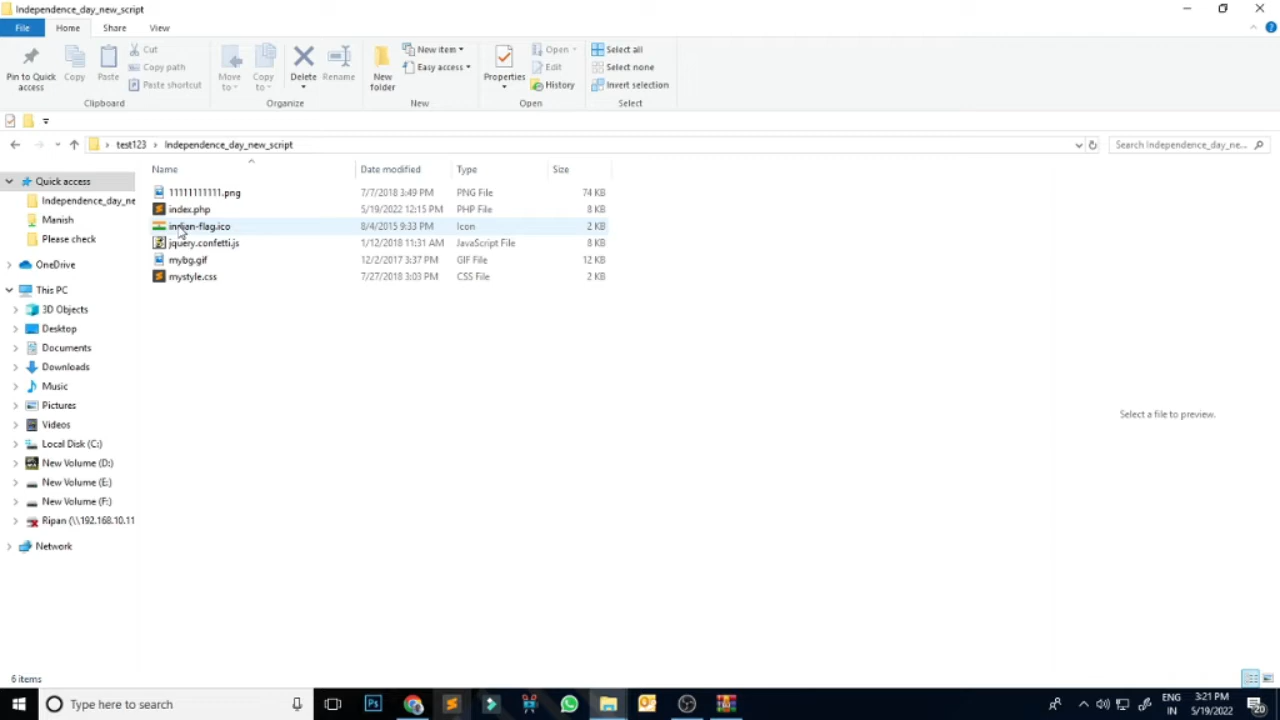 Independence_day_new_script
File Home Share View
Pin to Quick access
Copy
Paste
Cut
Copy path
Paste shortcut
Clipboard
Move to
Copy to
Delete
Rename
Organize
New folder
New item
Easy access
New
Properties
Open
Edit
History
Open
Select all
Select none
Invert selection
Select
test123 Independence_day_new_script
Search Independence_day_ne...
Name Date modified Type Size
11111111111.png 7/7/2018 3:49 PM PNG File 74 KB
index.php 5/19/2022 12:15 PM PHP File 8 KB
indian-flag.ico 8/4/2015 9:33 PM Icon 2 KB
jquery.confetti.js 1/12/2018 11:31 AM JavaScript File 8 KB
mybg.gif 12/2/2017 3:37 PM GIF File 12 KB
mystyle.css 7/27/2018 3:03 PM CSS File 2 KB
Quick access
Independence_day_ne
Manish
Please check
OneDrive
This PC
3D Objects
Desktop
Documents
Downloads
Music
Pictures
Videos
Local Disk (C:)
New Volume (D:)
New Volume (E:)
New Volume (F:)
Ripan (\\192.168.10.11
Network
Select a file to preview.
6 items
Type here to search
Ps
ENG
IN
3:21 PM
5/19/2022
20